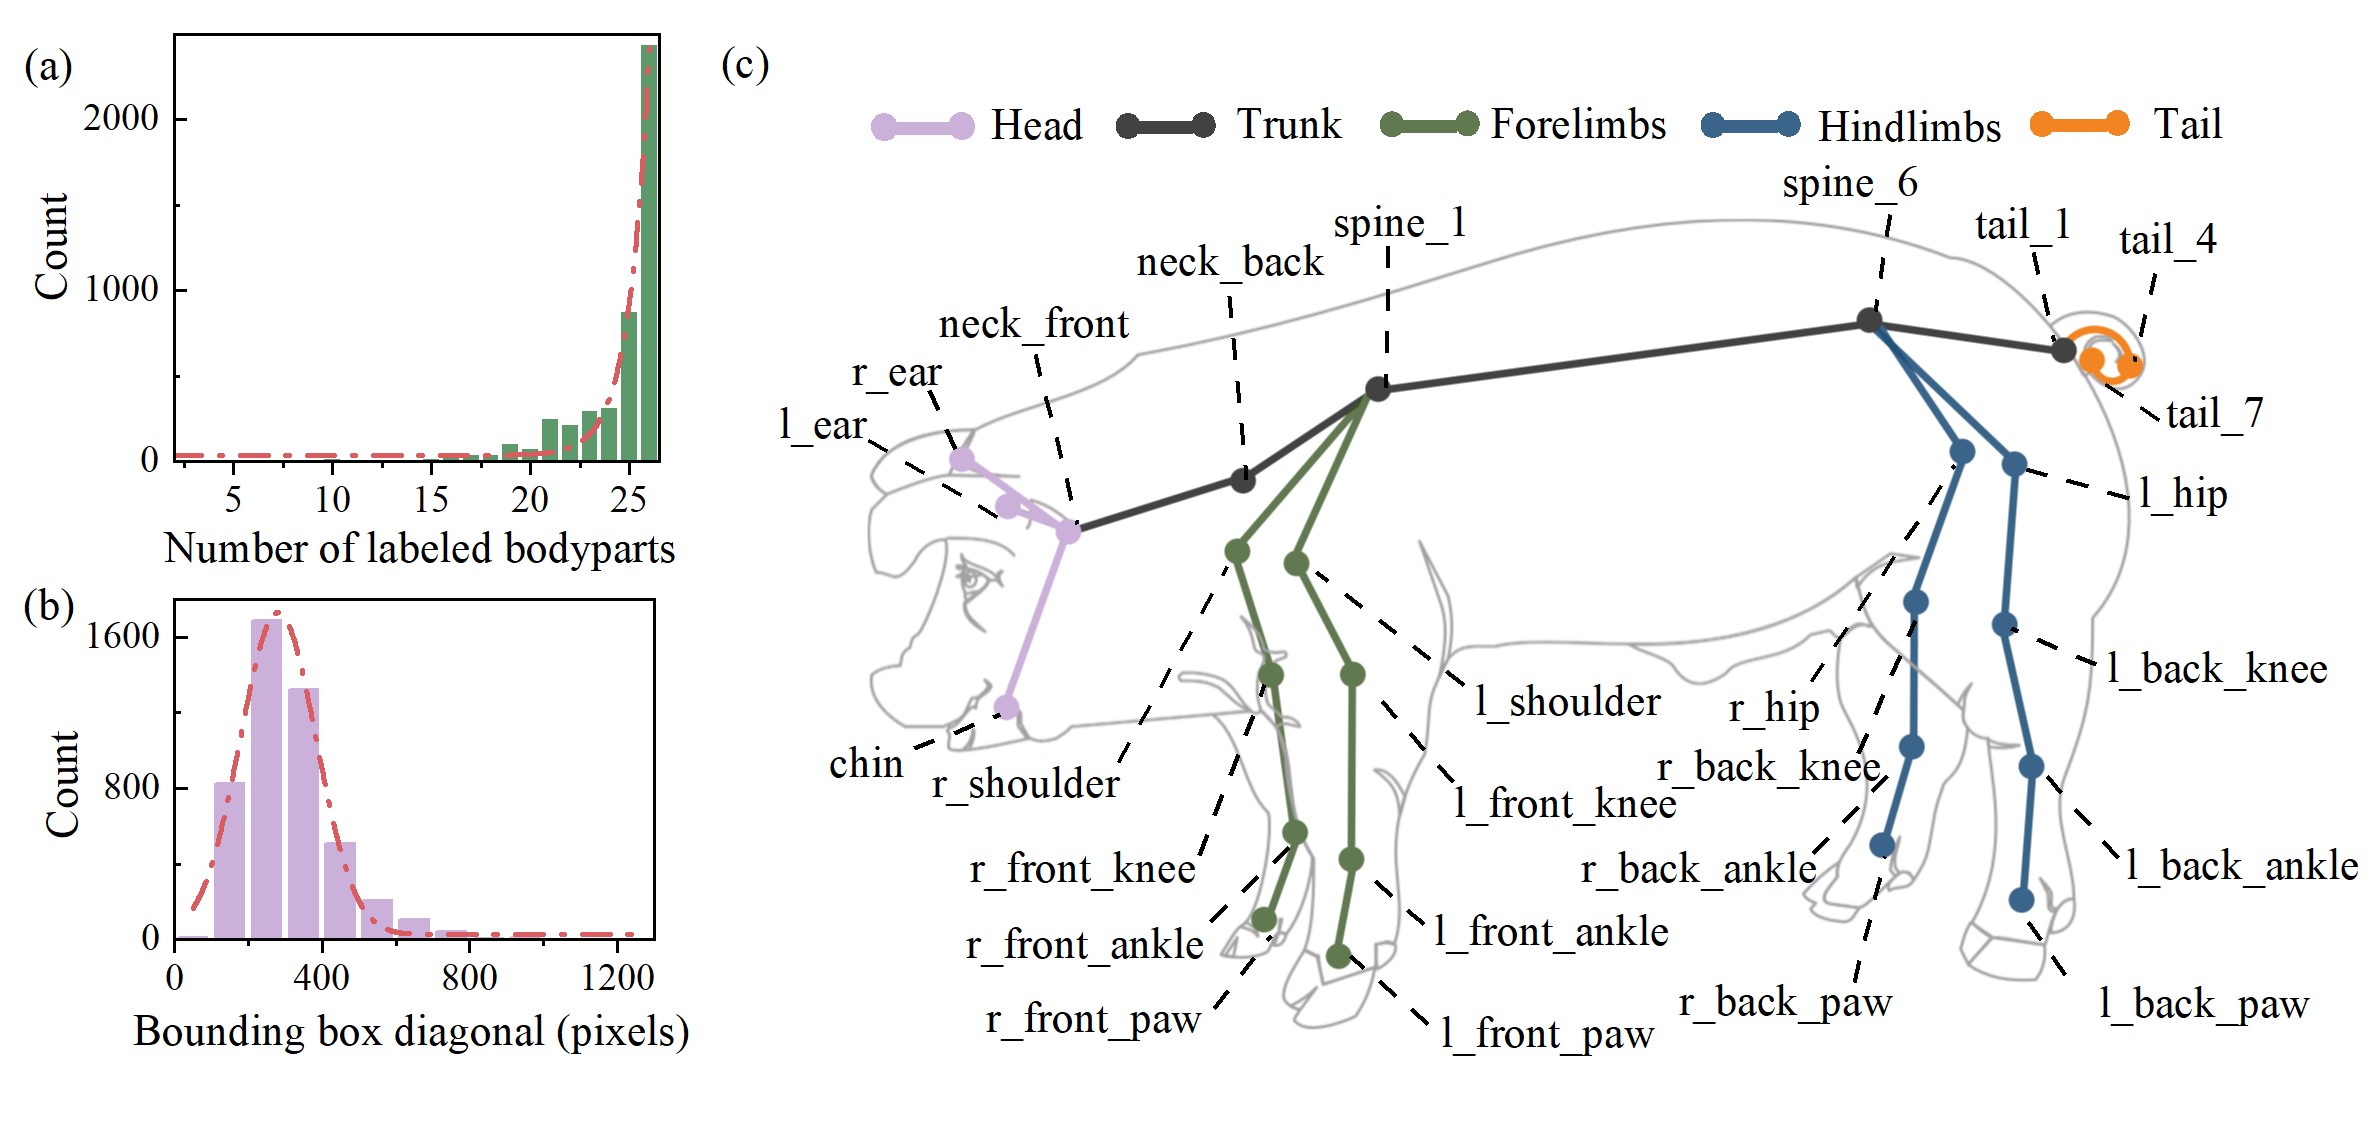 (a)
2000
1000
0
Count
5 10 15 20 25
Number of labeled bodyparts
(b)
1600
800
0
Count
0 400 800 1200
Bounding box diagonal (pixels)
(c)
Head Trunk Forelimbs Hindlimbs Tail
spine_6
spine_1
tail_1
tail_4
neck_back
neck_front
r_ear
l_ear
tail_7
l_hip
l_back_knee
l_shoulder
r_hip
chin
r_shoulder
r_back_knee
l_front_knee
r_front_knee
r_back_ankle
l_back_ankle
r_front_ankle
l_front_ankle
r_front_paw
l_front_paw
r_back_paw
l_back_paw